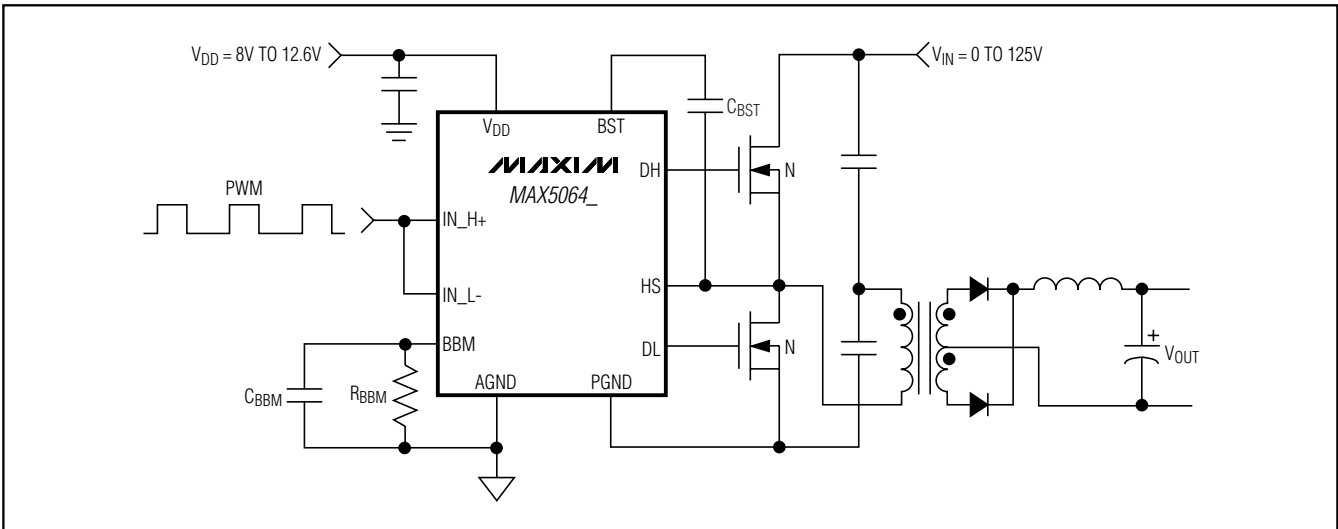 V_DD = 8V TO 12.6V
V_IN = 0 TO 125V
C_BST
V_DD
BST
MAXIM
MAX5064_
DH
N
PWM
IN_H+
IN_L-
HS
BBM
DL
N
V_OUT
+
C_BBM
R_BBM
AGND
PGND